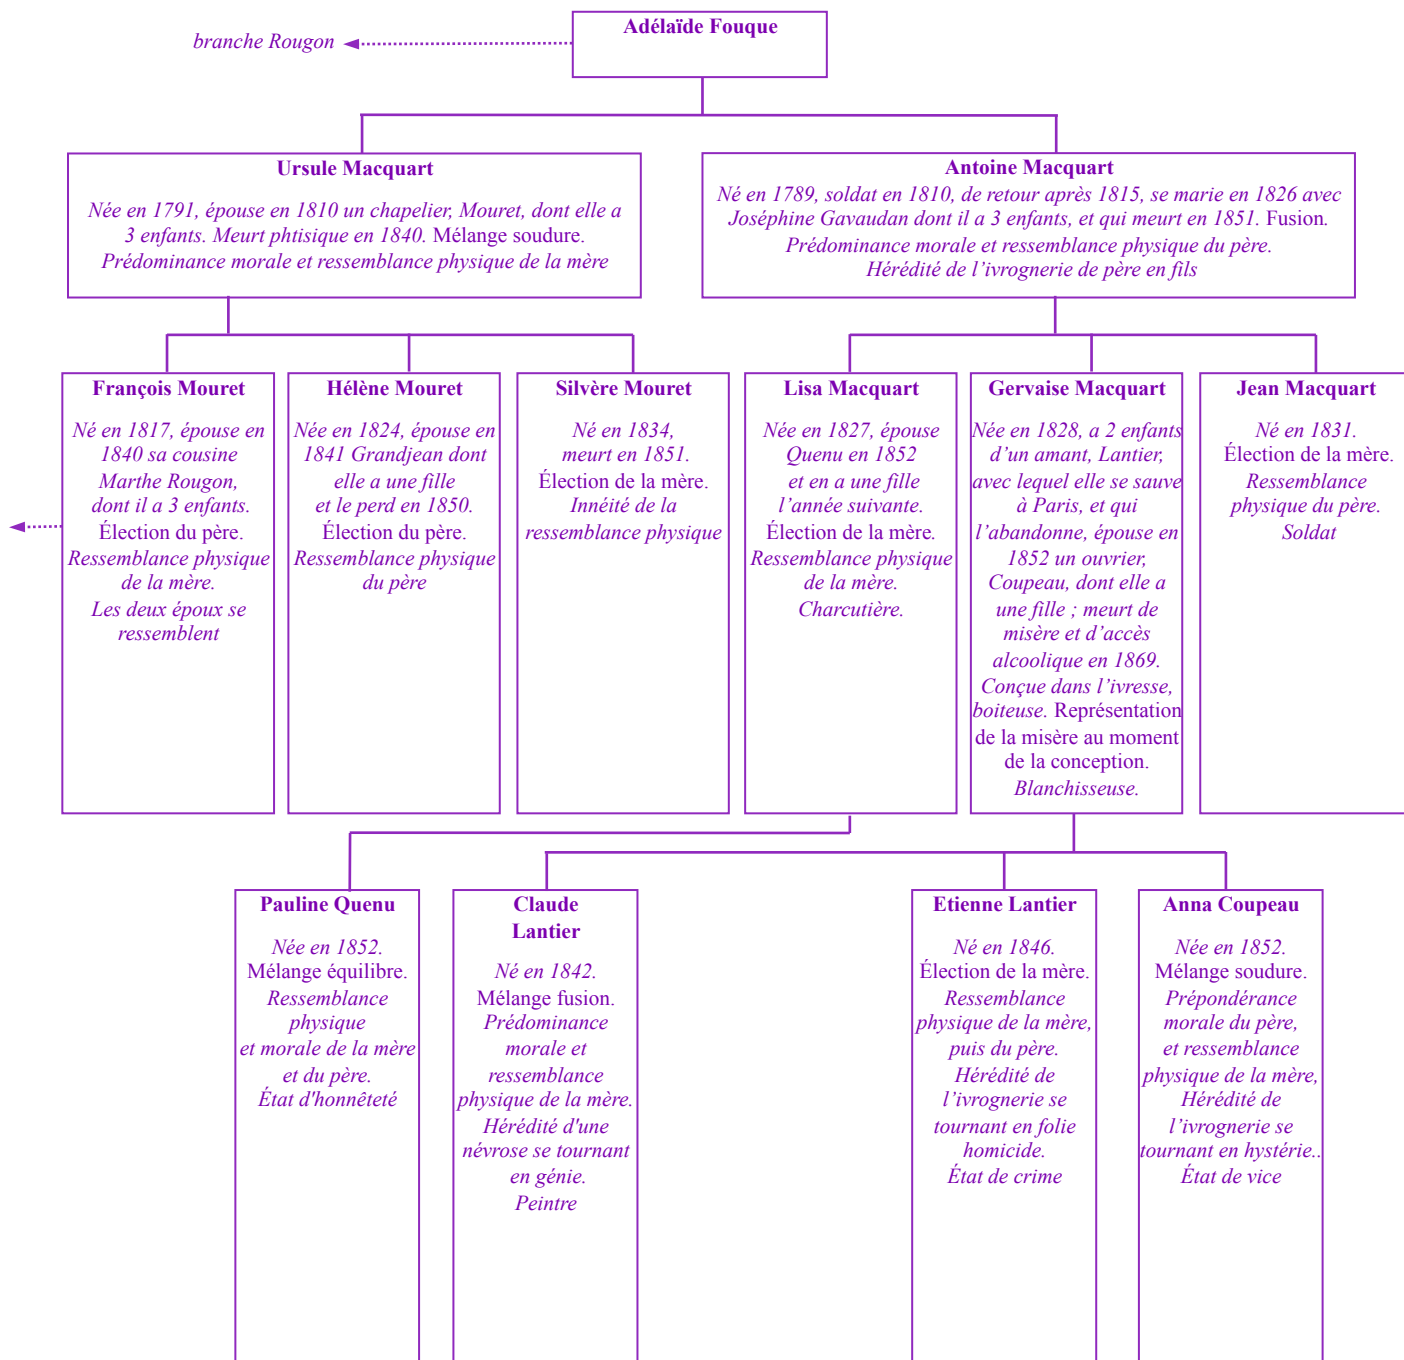 Adélaïde Fouque
branche Rougon
Ursule Macquart
Née en 1791, épouse en 1810 un chapelier, Mouret, dont elle a
3 enfants. Meurt phtisique en 1840. Mélange soudure.
Prédominance morale et ressemblance physique de la mère
Antoine Macquart
Né en 1789, soldat en 1810, de retour après 1815, se marie en 1826 avec
Joséphine Gavaudan dont il a 3 enfants, et qui meurt en 1851. Fusion.
Prédominance morale et ressemblance physique du père.
Hérédité de l’ivrognerie de père en fils
François Mouret
Né en 1817, épouse en
1840 sa cousine
Marthe Rougon,
dont il a 3 enfants.
Élection du père.
Ressemblance physique
de la mère.
Les deux époux se
ressemblent
Hélène Mouret
Née en 1824, épouse en
1841 Grandjean dont
elle a une fille
et le perd en 1850.
Élection du père.
Ressemblance physique
du père
Silvère Mouret
Né en 1834,
meurt en 1851.
Élection de la mère.
Innéité de la
ressemblance physique
Lisa Macquart
Née en 1827, épouse
Quenu en 1852
et en a une fille
l’année suivante.
Élection de la mère.
Ressemblance physique
de la mère.
Charcutière.
Gervaise Macquart
Née en 1828, a 2 enfants
d’un amant, Lantier,
avec lequel elle se sauve
à Paris, et qui
l’abandonne, épouse en
1852 un ouvrier,
Coupeau, dont elle a
une fille ; meurt de
misère et d’accès
alcoolique en 1869.
Conçue dans l’ivresse,
boiteuse. Représentation
de la misère au moment
de la conception.
Blanchisseuse.
Jean Macquart
Né en 1831.
Élection de la mère.
Ressemblance
physique du père.
Soldat
Pauline Quenu
Née en 1852.
Mélange équilibre.
Ressemblance
physique
et morale de la mère
et du père.
État d'honnêteté
Claude
Lantier
Né en 1842.
Mélange fusion.
Prédominance
morale et
ressemblance
physique de la mère.
Hérédité d'une
névrose se tournant
en génie.
Peintre
Etienne Lantier
Né en 1846.
Élection de la mère.
Ressemblance
physique de la mère,
puis du père.
Hérédité de
l’ivrognerie se
tournant en folie
homicide.
État de crime
Anna Coupeau
Née en 1852.
Mélange soudure.
Prépondérance
morale du père,
et ressemblance
physique de la mère,
Hérédité de
l’ivrognerie se
tournant en hystérie..
État de vice